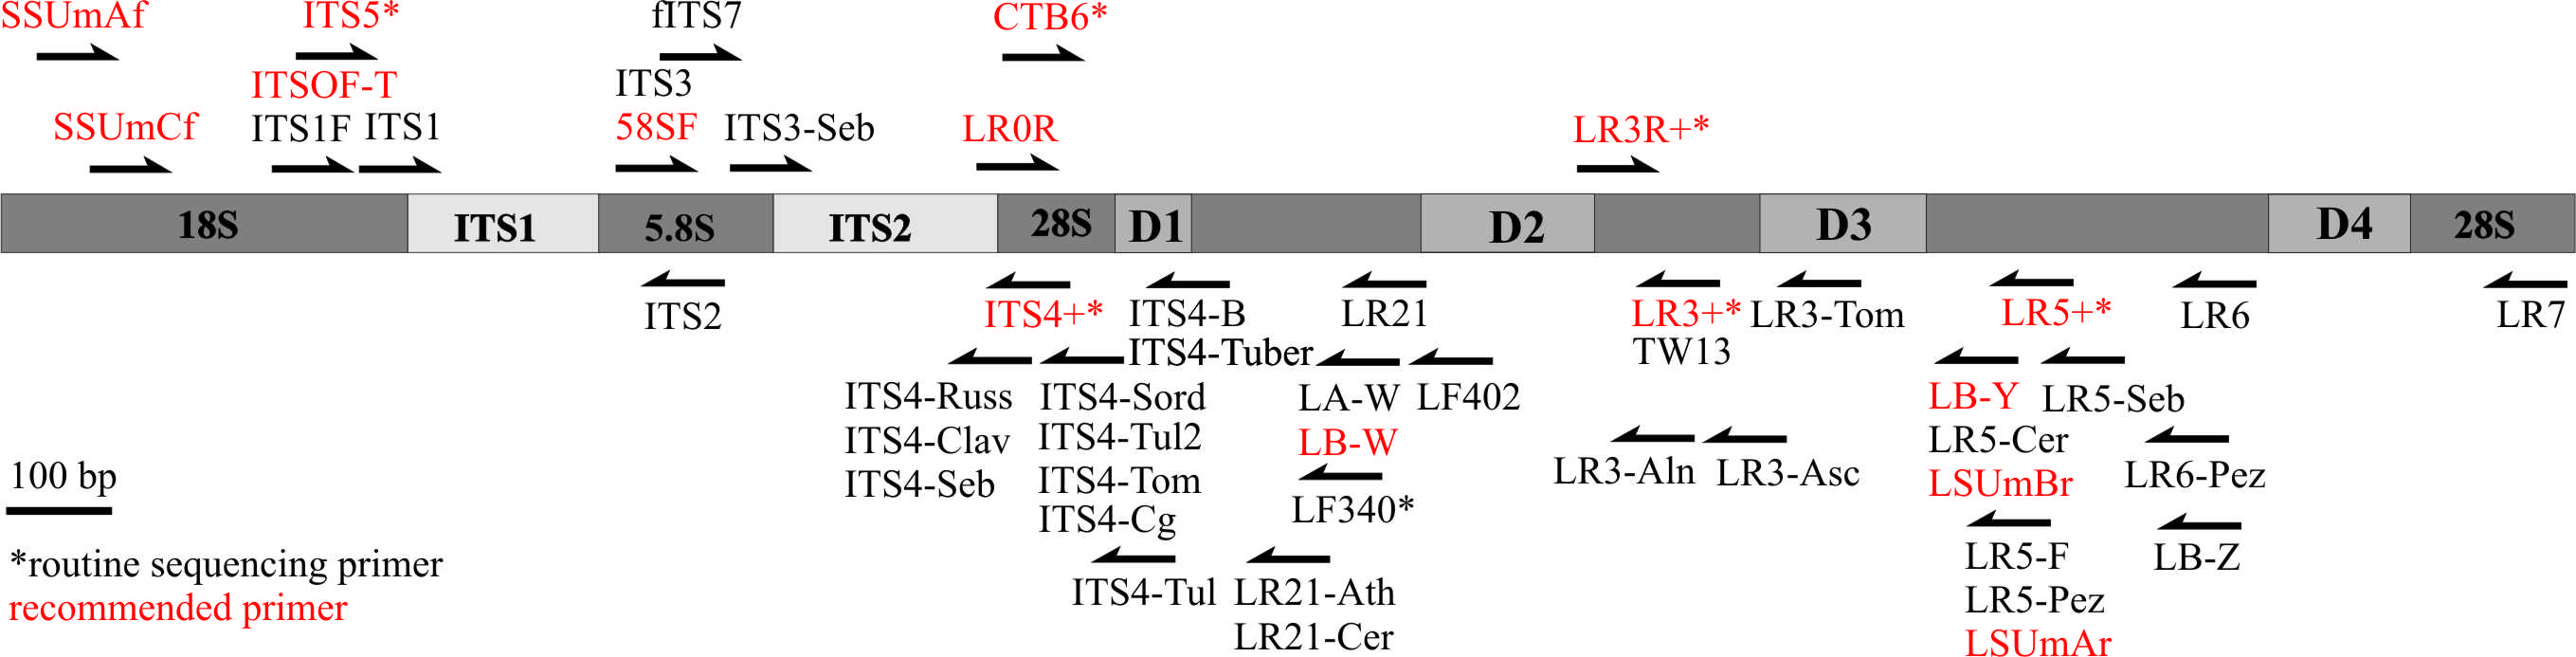 SSUmAf ITS5* fITS7 CTB6*
ITSOF-T ITS3
SSUmCf ITS1F ITS1 58SF ITS3-Seb LR0R LR3R+*
18S ITS1 5.8S ITS2 28S D1 D2 D3 D4 28S
ITS2 ITS4+* ITS4-B LR21 LR3+* LR3-Tom LR5+* LR6 LR7
ITS4-Tuber TW13
ITS4-Russ ITS4-Sord LA-W LF402 LB-Y LR5-Seb
ITS4-Clav ITS4-Tul2 LB-W LR5-Cer
ITS4-Seb ITS4-Tom LR3-Aln LR3-Asc LSUmBr LR6-Pez
100 bp
ITS4-Cg LF340*
*routine sequencing primer LR5-F LB-Z
recommended primer ITS4-Tul LR21-Ath LR5-Pez
LR21-Cer LSUmAr